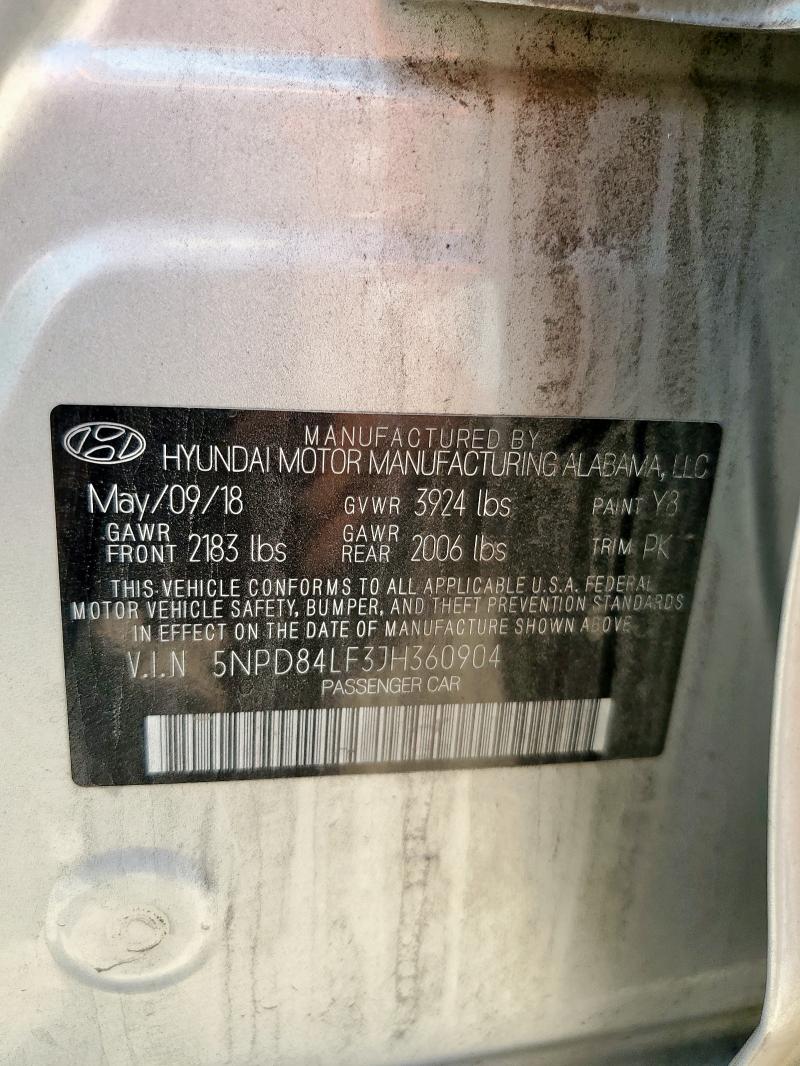 MANUFACTURED BY
HYUNDAI MOTOR MANUFACTURING ALABAMA, LLC
May/09/18 GVWR 3924 lbs PAINT Y8
GAWR FRONT 2183 lbs GAWR REAR 2006 lbs TRIM PK
THIS VEHICLE CONFORMS TO ALL APPLICABLE U.S.A. FEDERAL
MOTOR VEHICLE SAFETY, BUMPER, AND THEFT PREVENTION STANDARDS
IN EFFECT ON THE DATE OF MANUFACTURE SHOWN ABOVE
V.I.N 5NPD84LF3JH360904
PASSENGER CAR